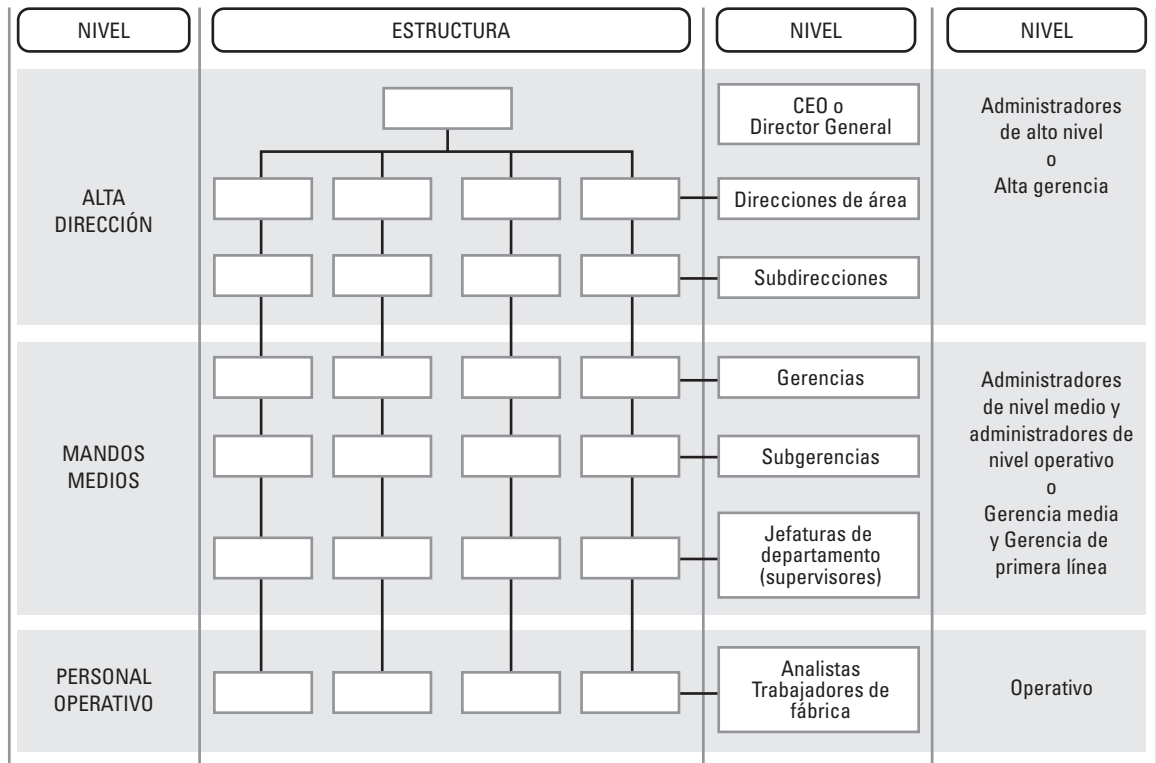 NIVEL
ESTRUCTURA
NIVEL
NIVEL
ALTA
DIRECCIÓN
CEO o
Director General
Direcciones de área
Subdirecciones
Administradores
de alto nivel
o
Alta gerencia
MANDOS
MEDIOS
Gerencias
Subgerencias
Jefaturas de
departamento
(supervisores)
Administradores
de nivel medio y
administradores de
nivel operativo
o
Gerencia media
y Gerencia de
primera línea
PERSONAL
OPERATIVO
Analistas
Trabajadores de
fábrica
Operativo